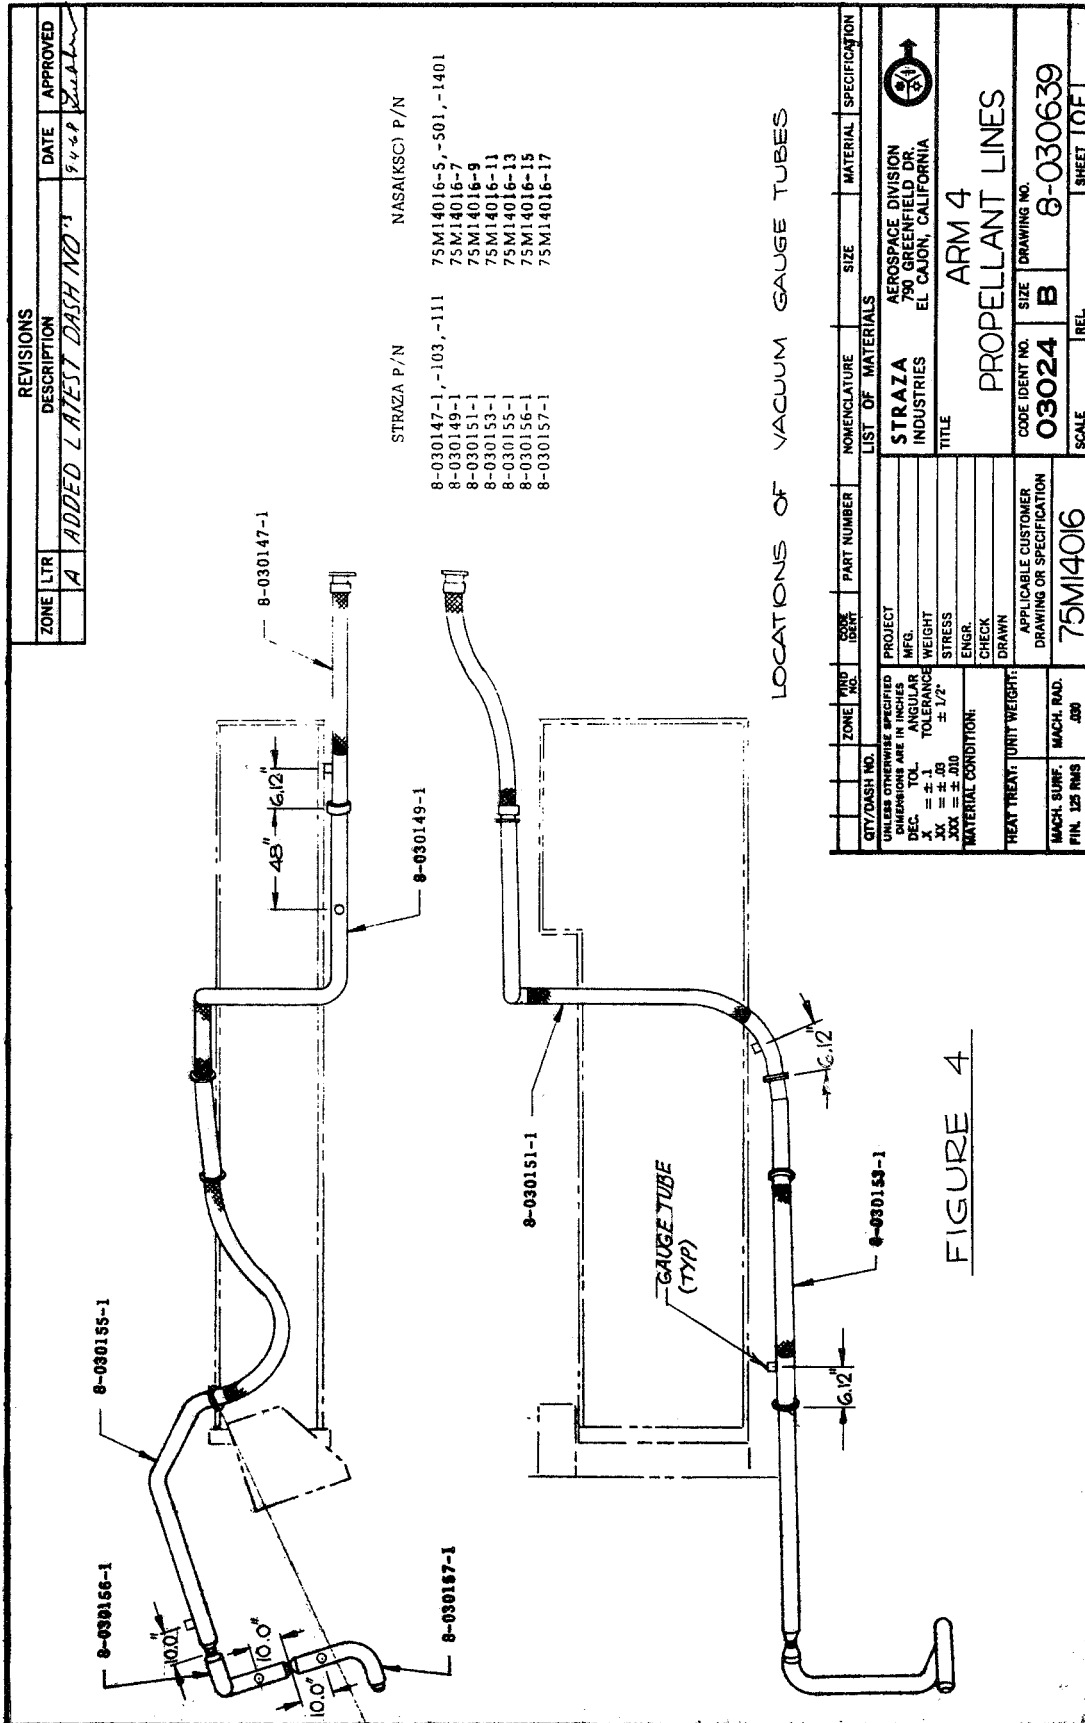 REVISIONS
ZONE LTR DESCRIPTION DATE APPROVED
A ADDED LATEST DASH NO'S
STRAZA P/N NASA(KSC) P/N
8-030147-1,-103,-111 75M14016-5,-501,-1401
8-030149-1 75M14016-7
8-030151-1 75M14016-9
8-030153-1 75M14016-11
8-030155-1 75M14016-13
8-030156-1 75M14016-15
8-030157-1 75M14016-17
8-030147-1
6.12"
48"
8-030149-1
8-030155-1
8-030156-1
10.0"
10.0"
10.0"
8-030157-1
8-030151-1
6.12"
GAUGE TUBE
(TYP)
6.12"
8-030153-1
LOCATIONS OF VACUUM GAUGE TUBES
FIGURE 4
QTY/DASH NO. ZONE FIND NO. CODE IDENT PART NUMBER NOMENCLATURE SIZE MATERIAL SPECIFICATION
LIST OF MATERIALS
UNLESS OTHERWISE SPECIFIED
DIMENSIONS ARE IN INCHES
DEC. TOL. ANGULAR
.X = ± .1 TOLERANCE
.XX = ± .03 ± 1/2°
.XXX = ± .010
MATERIAL CONDITION:
HEAT TREAT: UNIT WEIGHT:
MACH. SURF. MACH. RAD.
FIN. 125 RMS .030
PROJECT
MFG.
WEIGHT
STRESS
ENGR.
CHECK
DRAWN
APPLICABLE CUSTOMER
DRAWING OR SPECIFICATION
75M14016
STRAZA
INDUSTRIES
AEROSPACE DIVISION
790 GREENFIELD DR.
EL CAJON, CALIFORNIA
TITLE
ARM 4
PROPELLANT LINES
CODE IDENT NO. SIZE DRAWING NO.
03024 B 8-030639
SCALE REL. SHEET 1 OF 1